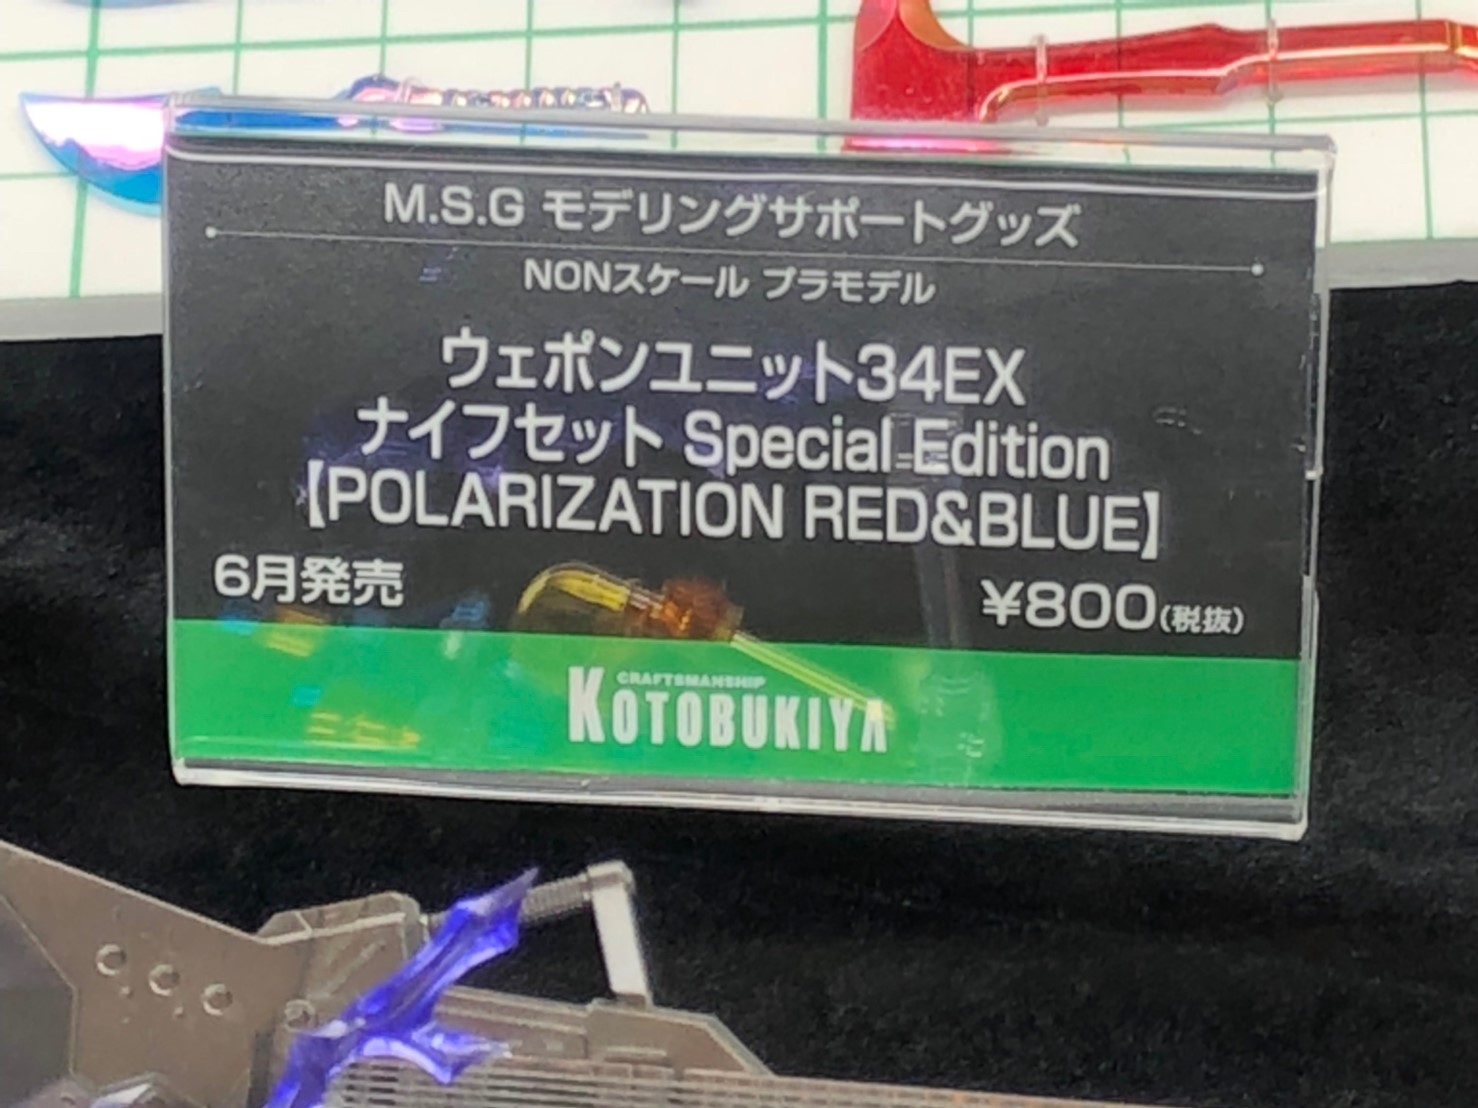 M.S.G モデリングサポートグッズ
NONスケール プラモデル
ウェポンユニット34EX
ナイフセット Special Edition
【POLARIZATION RED&BLUE】
6月発売
¥800(税抜)
CRAFTSMANSHIP
KOTOBUKIYA